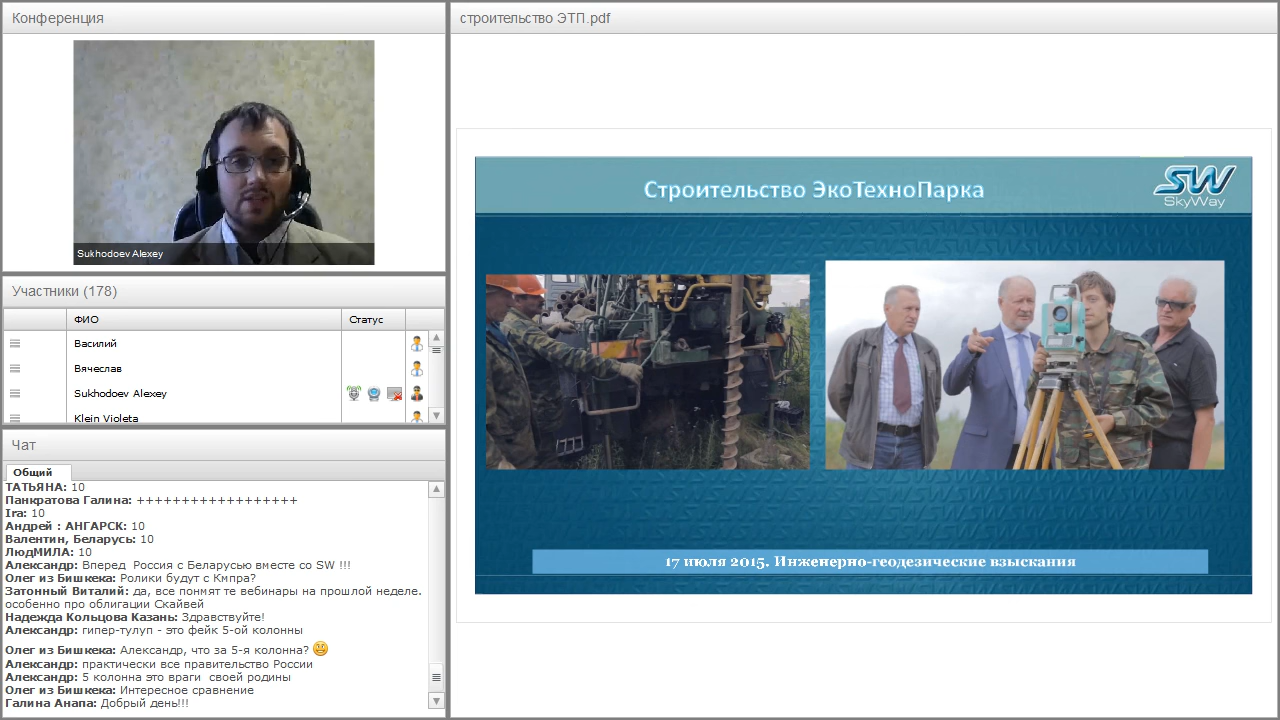 Конференция
Sukhodoev Alexey
Участники (178)
ФИО
Статус
Василий
Вячеслав
Sukhodoev Alexey
Klein Violeta
Чат
Общий
ТАТЬЯНА: 10
Панкратова Галина: ++++++++++++++++++
Ira: 10
Андрей : АНГАРСК: 10
Валентин, Беларусь: 10
ЛюдМИЛА: 10
Александр: Вперед Россия с Беларусью вместе со SW !!!
Олег из Бишкека: Ролики будут с Кмпра?
Затонный Виталий: да, все понмят те вебинары на прошлой неделе.
особенно про облигации Скайвей
Надежда Кольцова Казань: Здравствуйте!
Александр: гипер-тулуп - это фейк 5-ой колонны
Олег из Бишкека: Александр, что за 5-я колонна?
Александр: практически все правительство России
Александр: 5 колонна это враги своей родины
Олег из Бишкека: Интересное сравнение
Галина Анапа: Добрый день!!!
строительство ЭТП.pdf
Строительство ЭкоТехноПарка
SW
SkyWay
17 июля 2015. Инженерно-геодезические взыскания